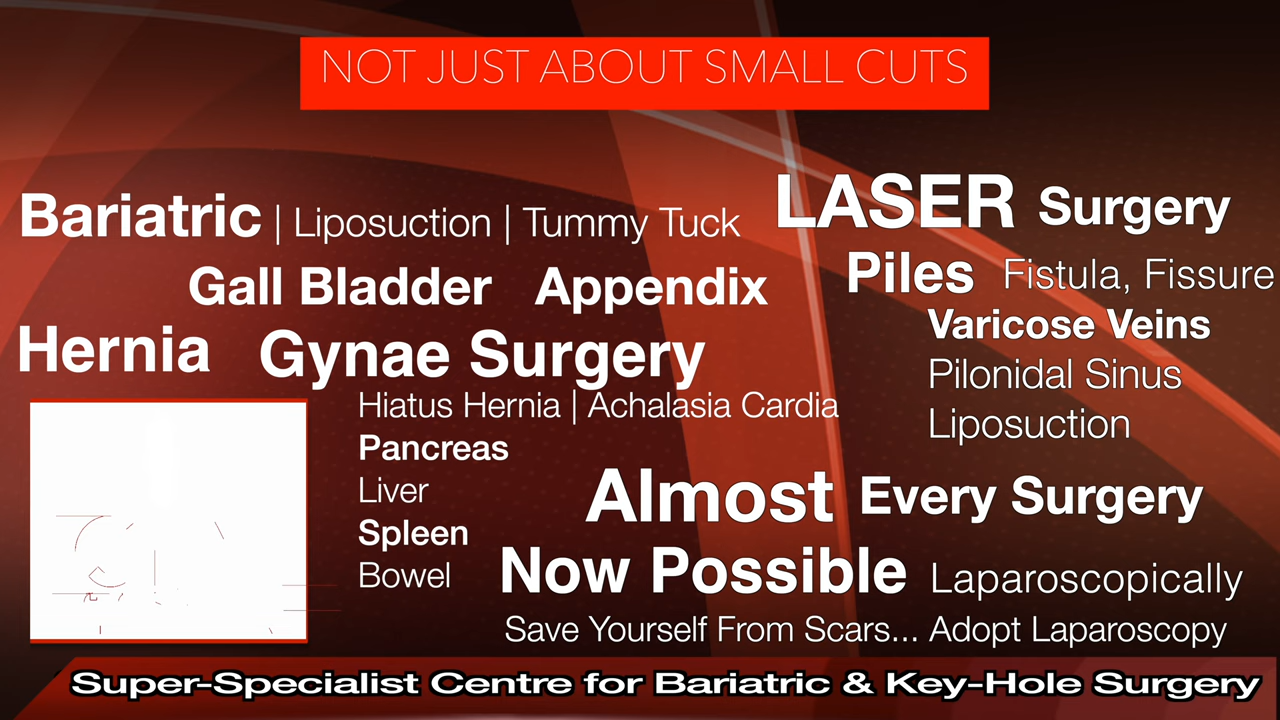 NOT JUST ABOUT SMALL CUTS
Bariatric | Liposuction | Tummy Tuck
Gall Bladder Appendix
Hernia Gynae Surgery
Hiatus Hernia | Achalasia Cardia
Pancreas
Liver
Spleen
Bowel
LASER Surgery
Piles Fistula, Fissure
Varicose Veins
Pilonidal Sinus
Liposuction
Almost Every Surgery
Now Possible Laparoscopically
Save Yourself From Scars... Adopt Laparoscopy
Super-Specialist Centre for Bariatric & Key-Hole Surgery